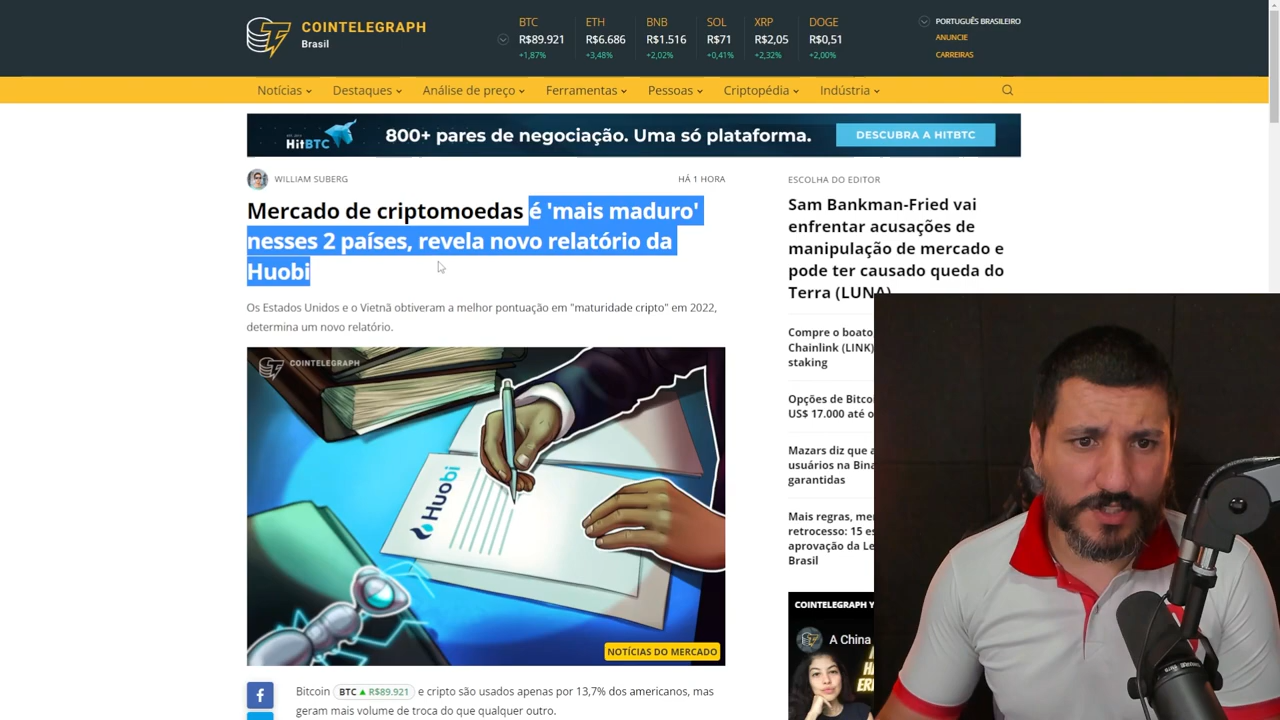 COINTELEGRAPH
Brasil
BTC
R$89.921
+1,87%
ETH
R$6.686
+3,48%
BNB
R$1.516
+2,02%
SOL
R$71
+0,41%
XRP
R$2,05
+2,32%
DOGE
R$0,51
+2,00%
PORTUGUÊS BRASILEIRO
ANUNCIE
CARREIRAS
Notícias
Destaques
Análise de preço
Ferramentas
Pessoas
Criptopédia
Indústria
HitBTC
800+ pares de negociação. Uma só plataforma.
DESCUBRA A HITBTC
WILLIAM SUBERG
HÁ 1 HORA
Mercado de criptomoedas é 'mais maduro'
nesses 2 países, revela novo relatório da
Huobi
Os Estados Unidos e o Vietnã obtiveram a melhor pontuação em "maturidade cripto" em 2022,
determina um novo relatório.
COINTELEGRAPH
Huobi
NOTÍCIAS DO MERCADO
Bitcoin BTC R$89.921 e cripto são usados apenas por 13,7% dos americanos, mas
geram mais volume de troca do que qualquer outro.
ESCOLHA DO EDITOR
Sam Bankman-Fried vai
enfrentar acusações de
manipulação de mercado e
pode ter causado queda do
Terra (LUNA)
Compre o boato,
Chainlink (LINK)
staking
Opções de Bitco
US$ 17.000 até o
Mazars diz que a
usuários na Bina
garantidas
Mais regras, me
retrocesso: 15 es
aprovação da Le
Brasil
COINTELEGRAPH Y
A China